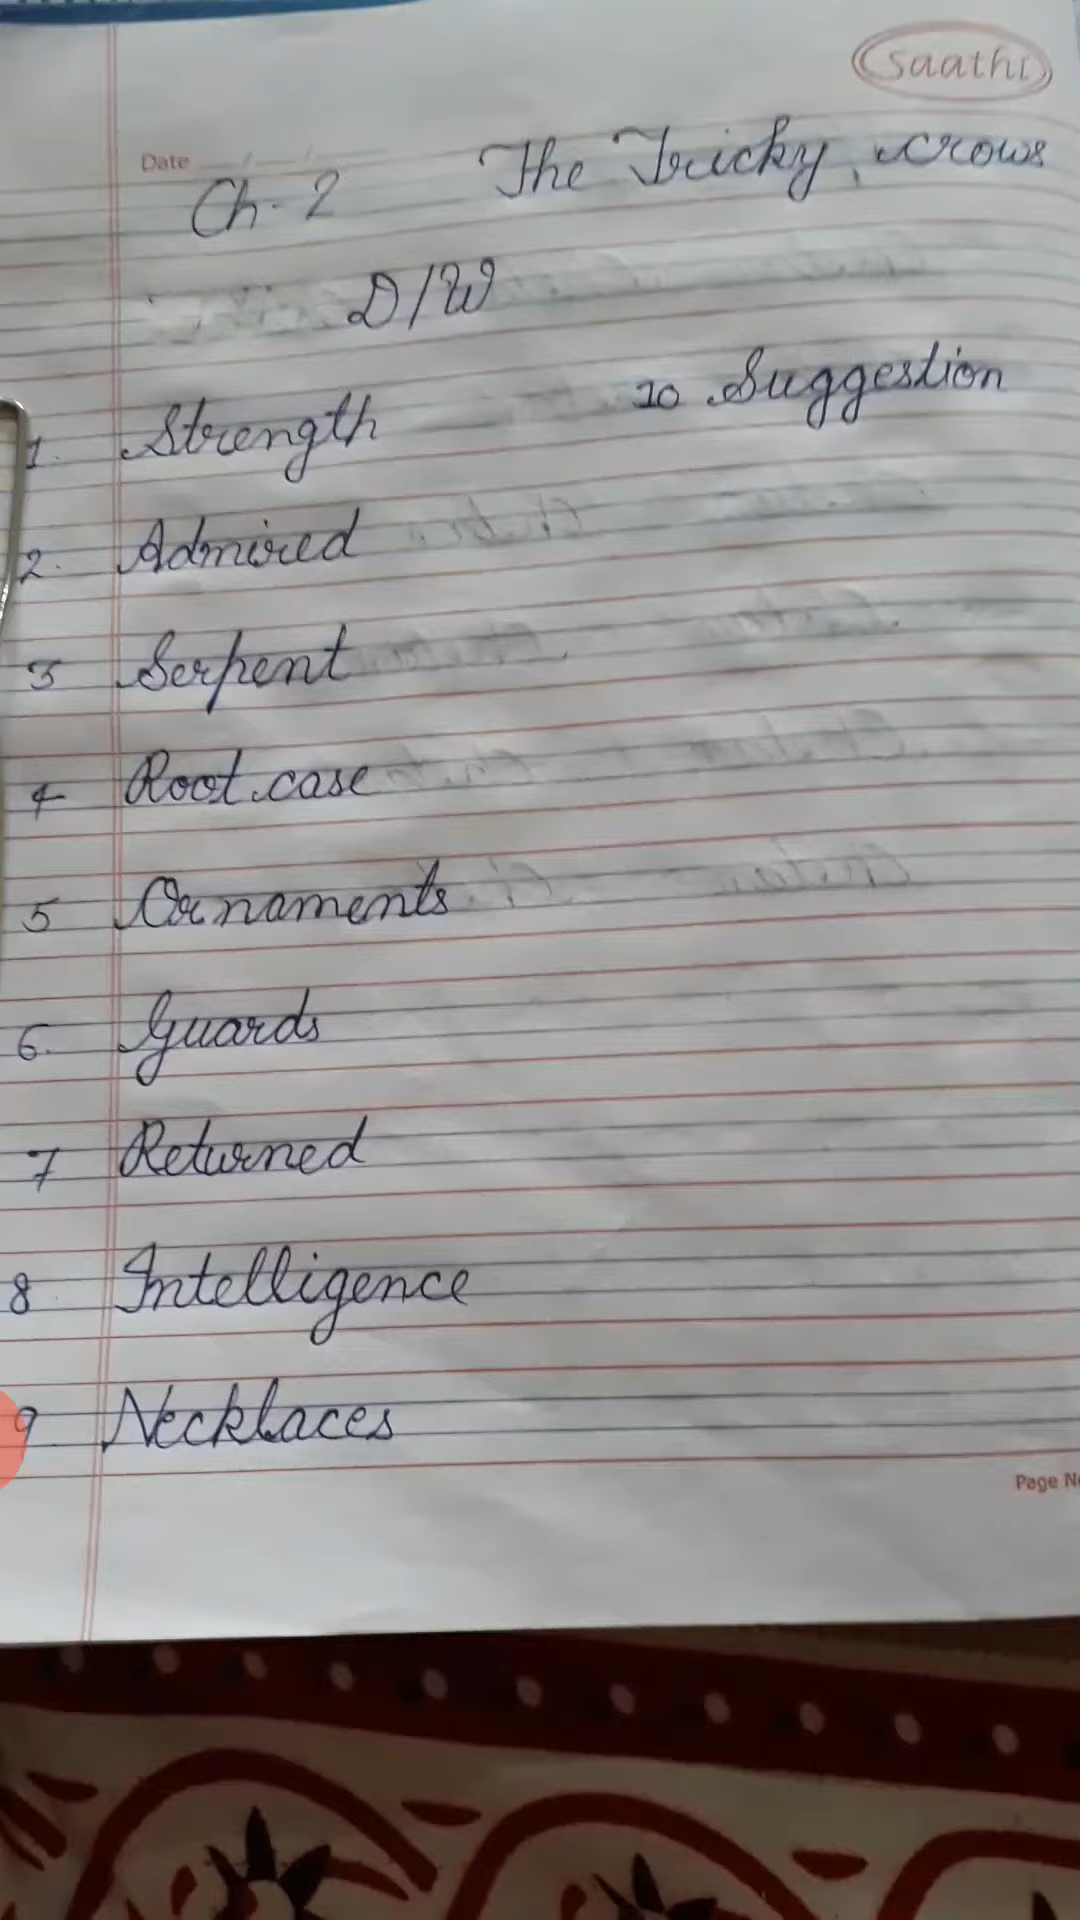 Saathi
Date
Ch-2 The Tricky crows
D/W
1. Strength
2. Admired
3 Serpent
4 Root case
5 Ornaments
6. Guards
7 Returned
8 Intelligence
9 Necklaces
10 Suggestion
Page No